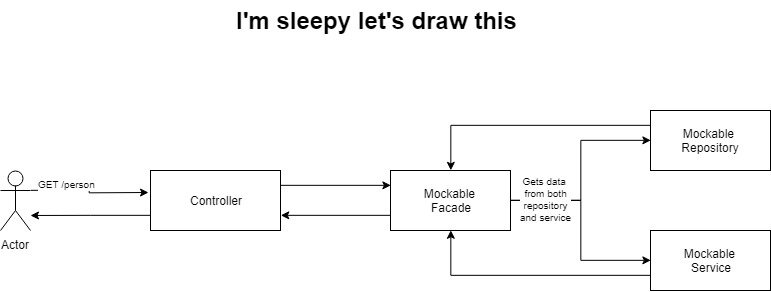 I'm sleepy let's draw this
GET /person
Actor
Controller
Mockable
Facade
Gets data
from both
repository
and service
Mockable
Repository
Mockable
Service